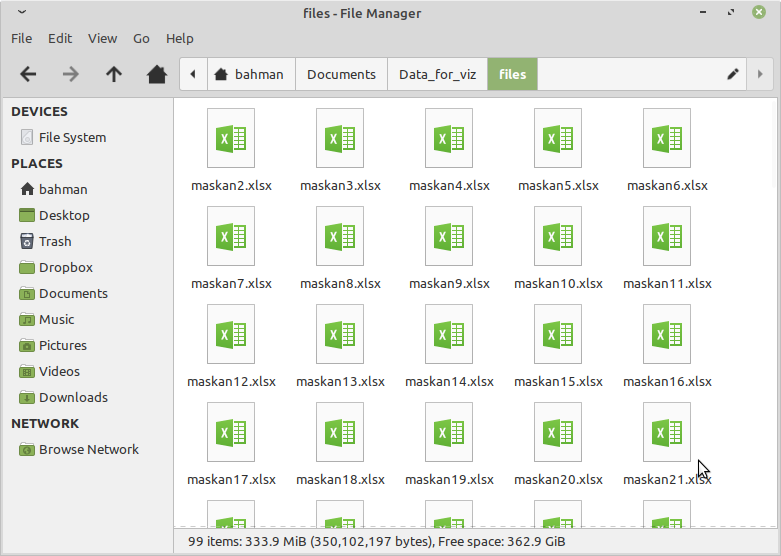 files - File Manager
File Edit View Go Help
bahman Documents Data_for_viz files
DEVICES
File System
PLACES
bahman
Desktop
Trash
Dropbox
Documents
Music
Pictures
Videos
Downloads
NETWORK
Browse Network
maskan2.xlsx maskan3.xlsx maskan4.xlsx maskan5.xlsx maskan6.xlsx
maskan7.xlsx maskan8.xlsx maskan9.xlsx maskan10.xlsx maskan11.xlsx
maskan12.xlsx maskan13.xlsx maskan14.xlsx maskan15.xlsx maskan16.xlsx
maskan17.xlsx maskan18.xlsx maskan19.xlsx maskan20.xlsx maskan21.xlsx
99 items: 333.9 MiB (350,102,197 bytes), Free space: 362.9 GiB